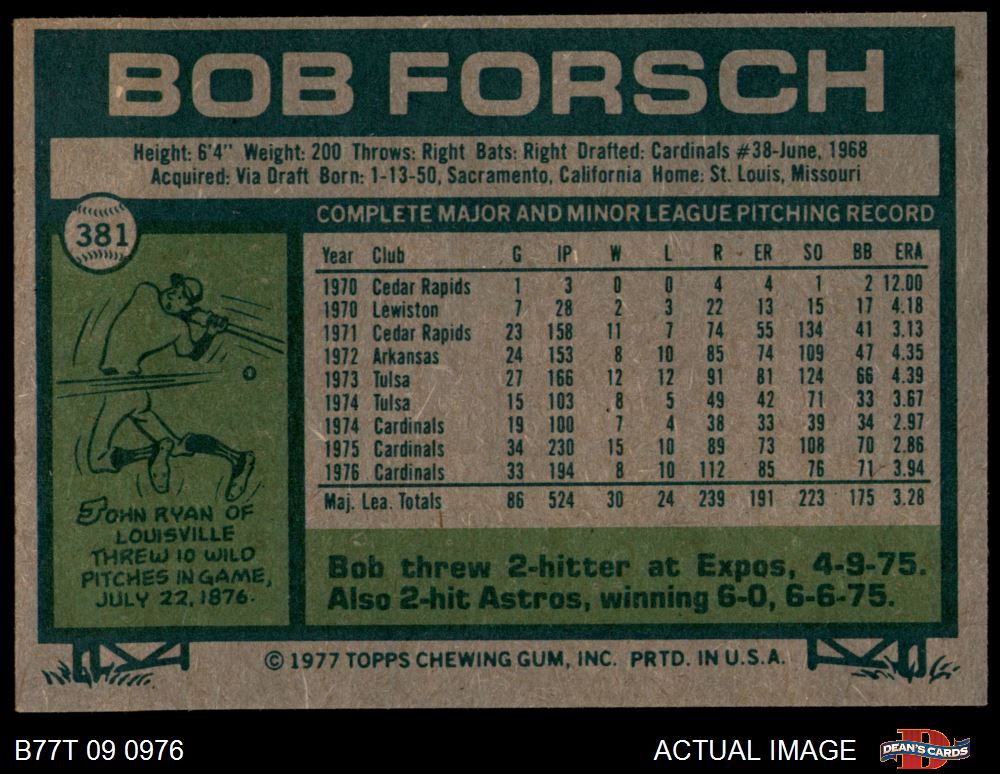 BOB FORSCH
Height: 6'4" Weight: 200 Throws: Right Bats: Right Drafted: Cardinals #38-June, 1968
Acquired: Via Draft Born: 1-13-50, Sacramento, California Home: St. Louis, Missouri
381
COMPLETE MAJOR AND MINOR LEAGUE PITCHING RECORD
Year Club G IP W L R ER SO BB ERA
1970 Cedar Rapids 1 3 0 0 4 4 1 2 12.00
1970 Lewiston 7 28 2 3 22 13 15 17 4.18
1971 Cedar Rapids 23 158 11 7 74 55 134 41 3.13
1972 Arkansas 24 153 8 10 85 74 109 47 4.35
1973 Tulsa 27 166 12 12 91 81 124 66 4.39
1974 Tulsa 15 103 8 5 49 42 71 33 3.67
1974 Cardinals 19 100 7 4 38 33 39 34 2.97
1975 Cardinals 34 230 15 10 89 73 108 70 2.86
1976 Cardinals 33 194 8 10 112 85 76 71 3.94
Maj. Lea. Totals 86 524 30 24 239 191 223 175 3.28
JOHN RYAN OF
LOUISVILLE
THREW 10 WILD
PITCHES IN GAME,
JULY 22, 1876.
Bob threw 2-hitter at Expos, 4-9-75.
Also 2-hit Astros, winning 6-0, 6-6-75.
© 1977 TOPPS CHEWING GUM, INC. PRTD. IN U.S.A.
B77T 09 0976
ACTUAL IMAGE
DEAN'S CARDS